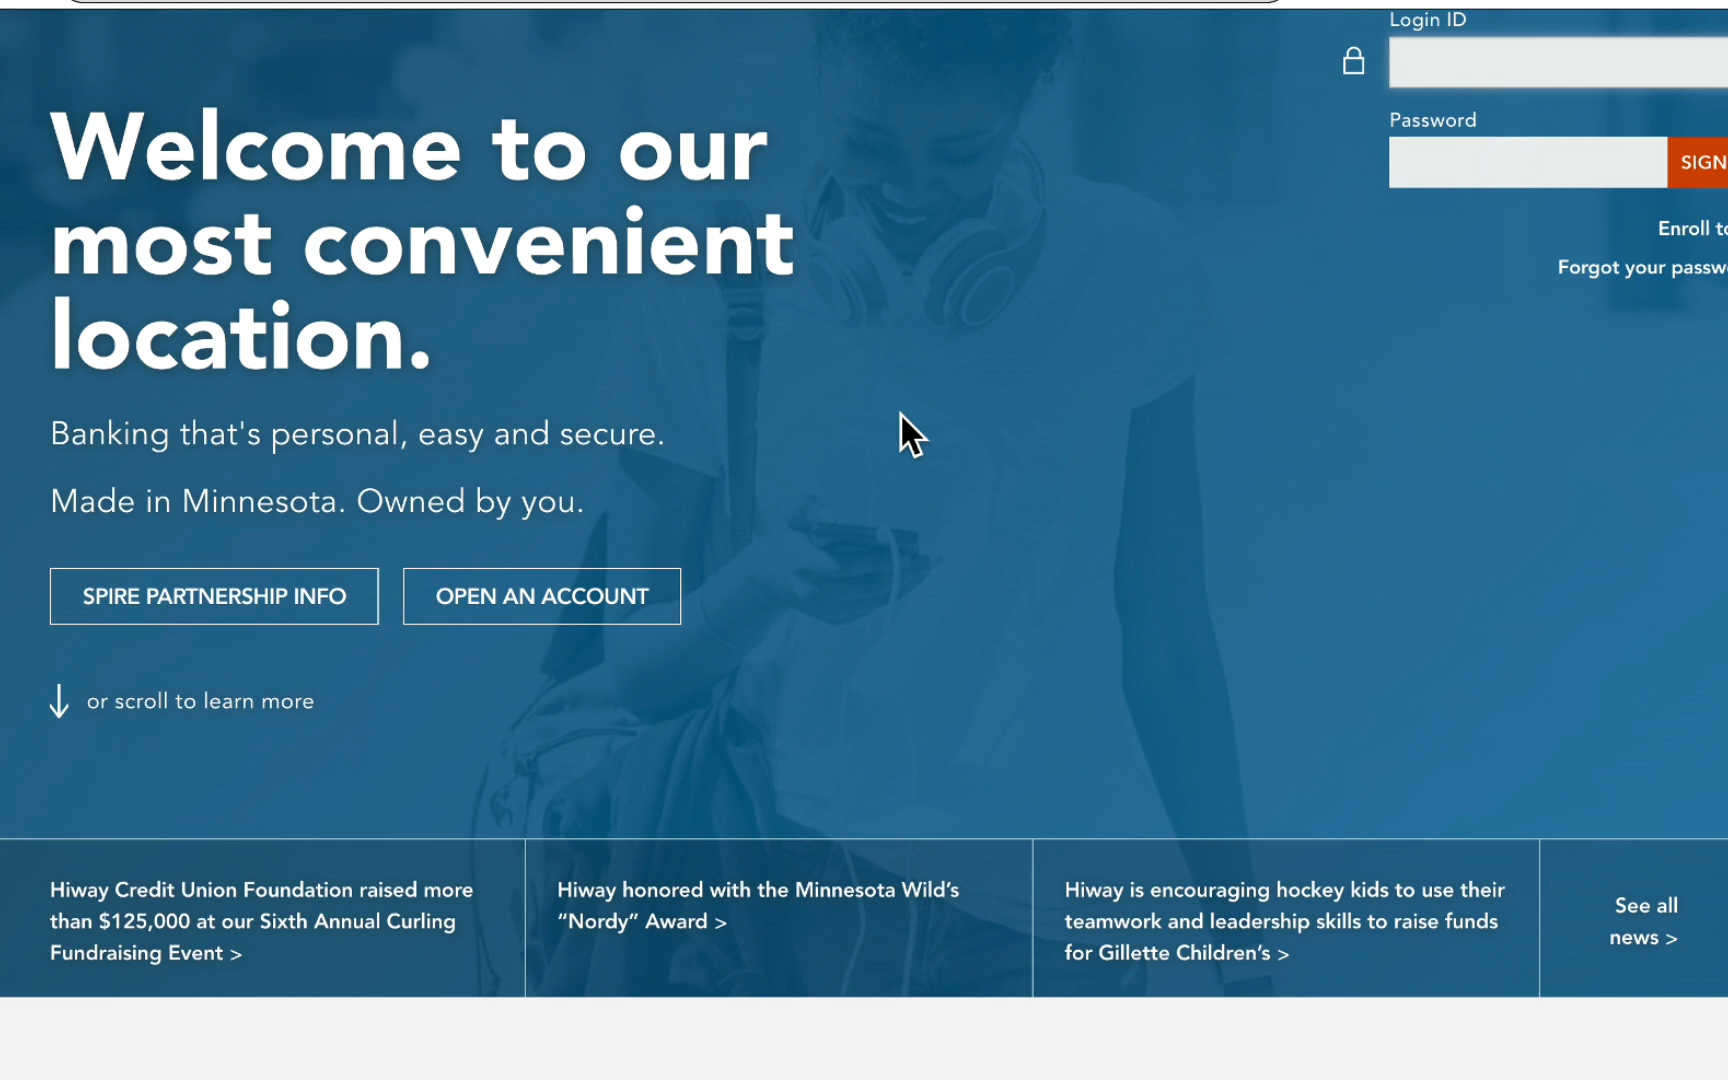 Login ID
Password
SIGN
Enroll to
Forgot your passw
Welcome to our
most convenient
location.
Banking that's personal, easy and secure.
Made in Minnesota. Owned by you.
SPIRE PARTNERSHIP INFO
OPEN AN ACCOUNT
or scroll to learn more
Hiway Credit Union Foundation raised more
than $125,000 at our Sixth Annual Curling
Fundraising Event >
Hiway honored with the Minnesota Wild’s
“Nordy” Award >
Hiway is encouraging hockey kids to use their
teamwork and leadership skills to raise funds
for Gillette Children’s >
See all
news >